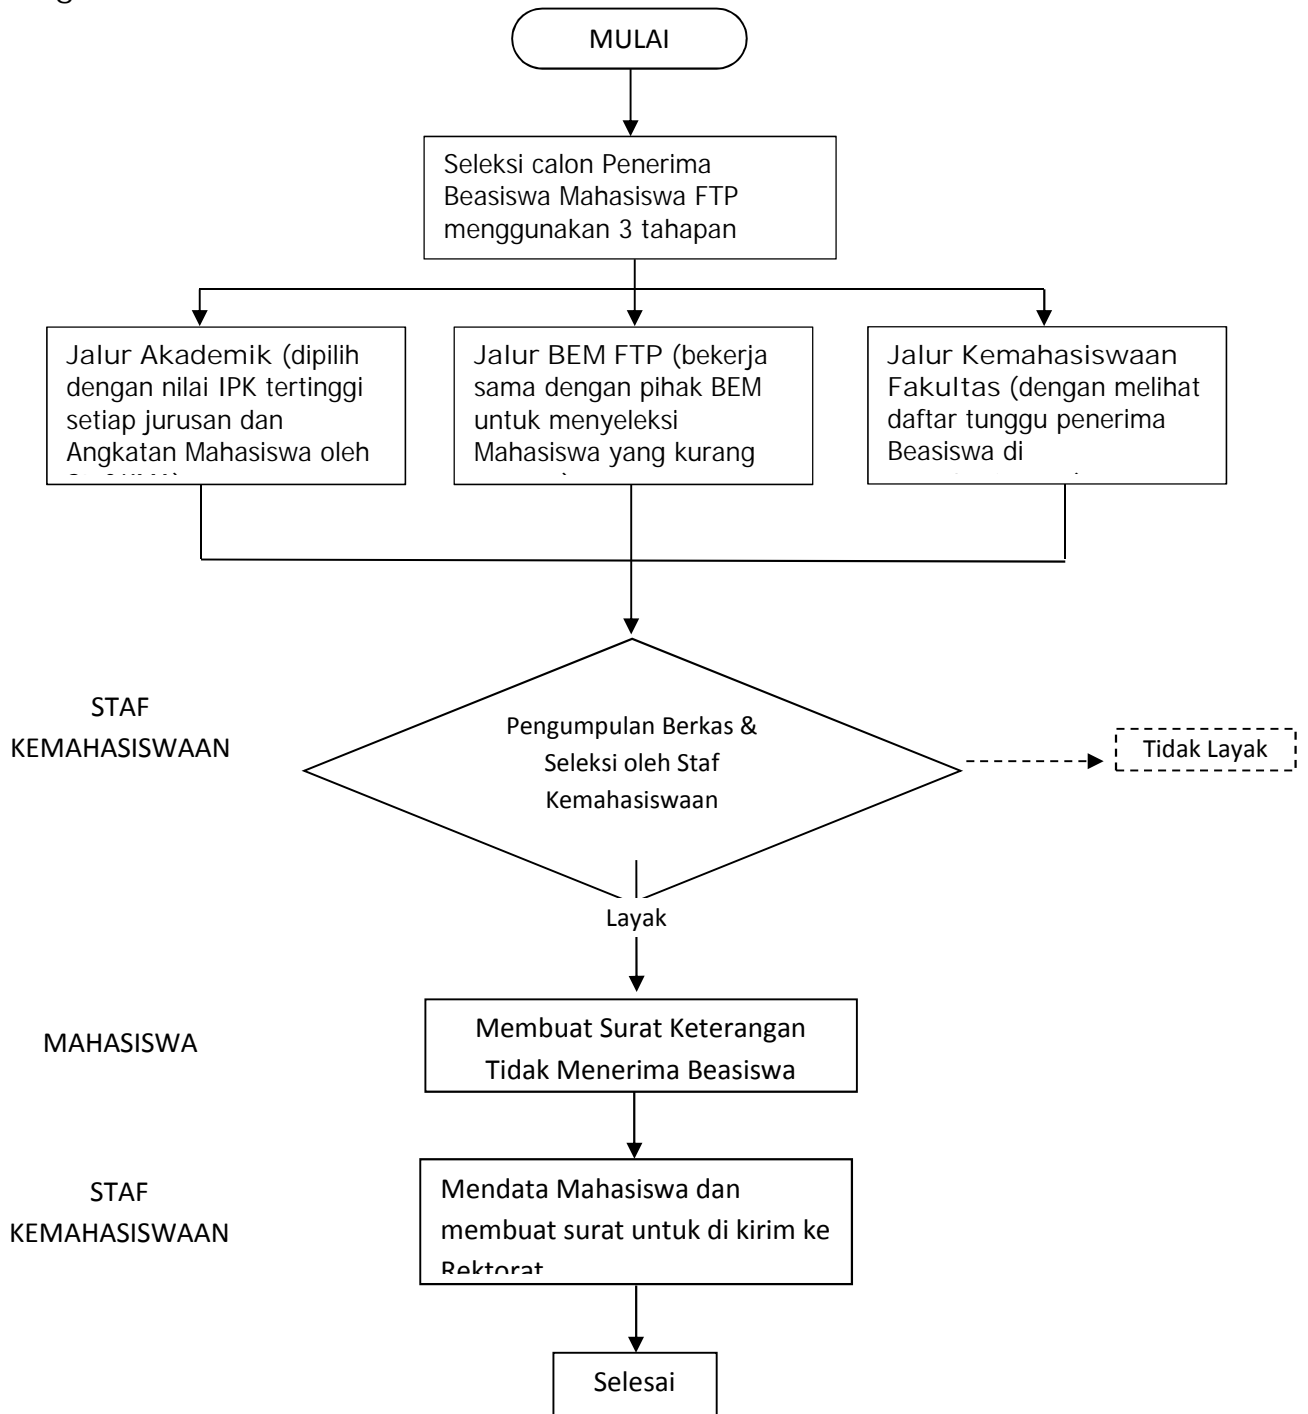 MULAI
Seleksi calon Penerima
Beasiswa Mahasiswa FTP
menggunakan 3 tahapan
Jalur Akademik (dipilih
dengan nilai IPK tertinggi
setiap jurusan dan
Angkatan Mahasiswa oleh
Jalur BEM FTP (bekerja
sama dengan pihak BEM
untuk menyeleksi
Mahasiswa yang kurang
Jalur Kemahasiswaan
Fakultas (dengan melihat
daftar tunggu penerima
Beasiswa di
STAF
KEMAHASISWAAN
Pengumpulan Berkas &
Seleksi oleh Staf
Kemahasiswaan
Tidak Layak
Layak
MAHASISWA
Membuat Surat Keterangan
Tidak Menerima Beasiswa
STAF
KEMAHASISWAAN
Mendata Mahasiswa dan
membuat surat untuk di kirim ke
Rektorat
Selesai